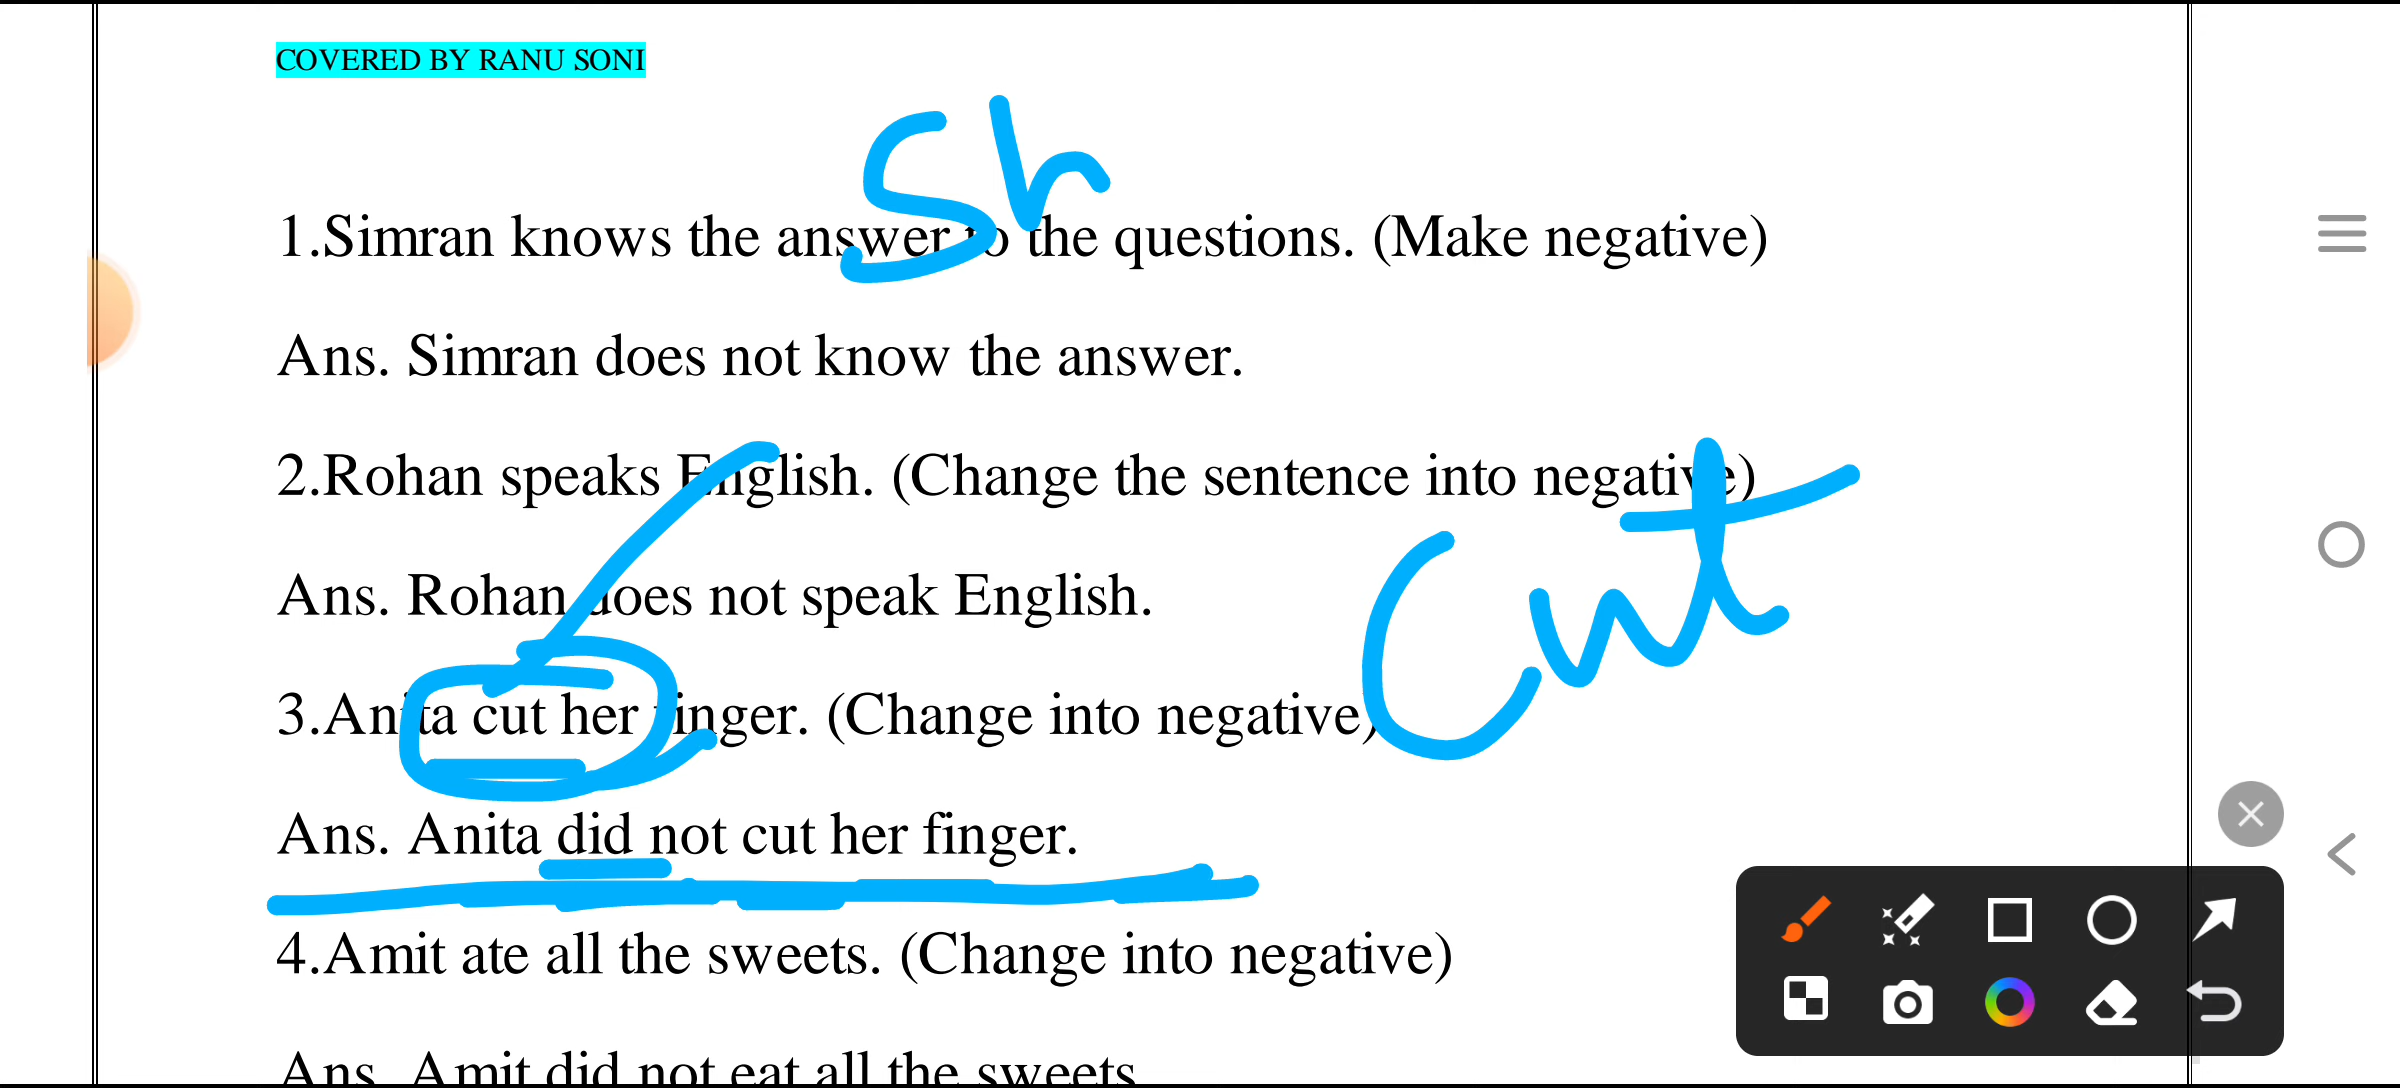 COVERED BY RANU SONI
Sh
1.Simran knows the answer to the questions. (Make negative)
Ans. Simran does not know the answer.
2.Rohan speaks English. (Change the sentence into negative)
Ans. Rohan does not speak English.
cut
3.Anita cut her finger. (Change into negative)
Ans. Anita did not cut her finger.
4.Amit ate all the sweets. (Change into negative)
Ans. Amit did not eat all the sweets